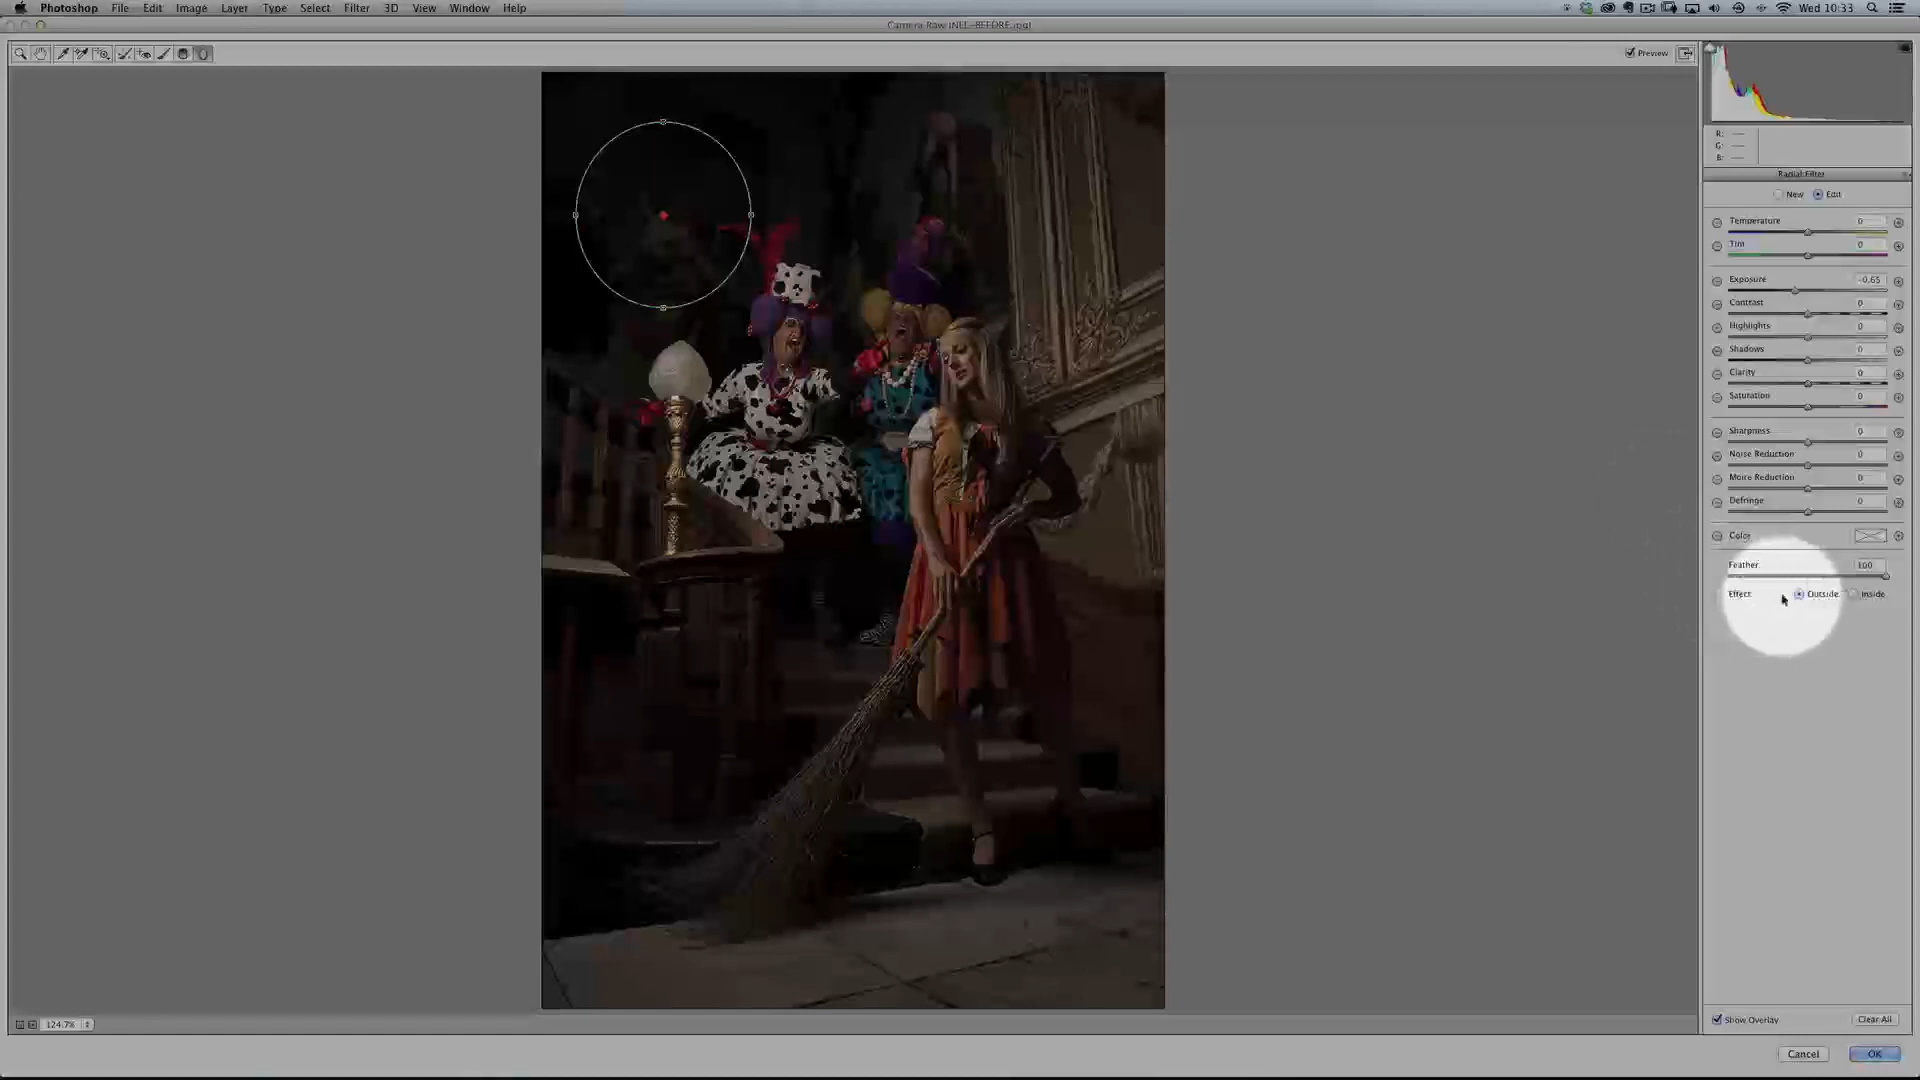 Photoshop File Edit Image Layer Type Select Filter 3D View Window Help Wed 10:33
Preview
R: ---
G: ---
B: ---
Radial Filter
New Edit
Temperature 0
Tint 0
Exposure -0.65
Contrast 0
Highlights 0
Shadows 0
Clarity 0
Saturation 0
Sharpness 0
Noise Reduction 0
Moire Reduction 0
Defringe 0
Color
Feather 100
Effect: Outside Inside
124.7%
Show Overlay Clear All
Cancel OK